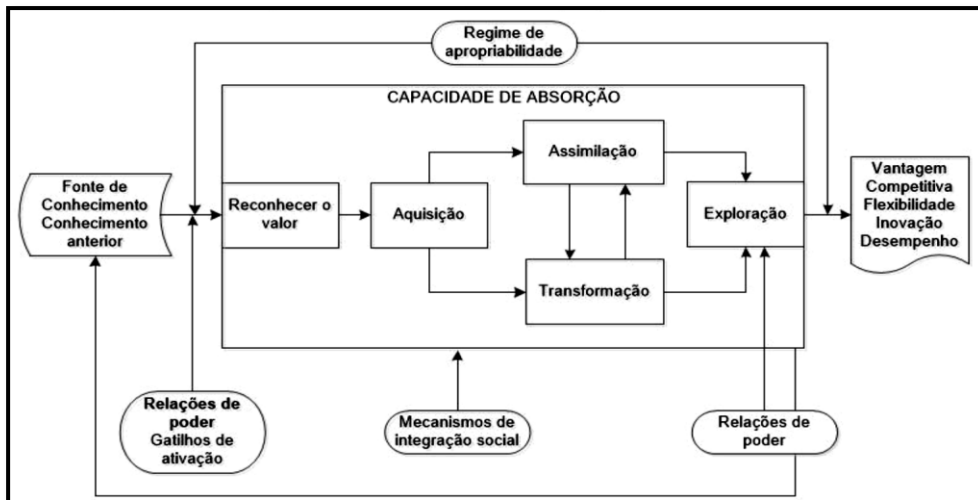 Regime de
apropriabilidade
CAPACIDADE DE ABSORÇÃO
Fonte de
Conhecimento
Conhecimento
anterior
Reconhecer o
valor
Aquisição
Assimilação
Transformação
Exploração
Vantagem
Competitiva
Flexibilidade
Inovação
Desempenho
Relações de
poder
Gatilhos de
ativação
Mecanismos de
integração social
Relações de
poder